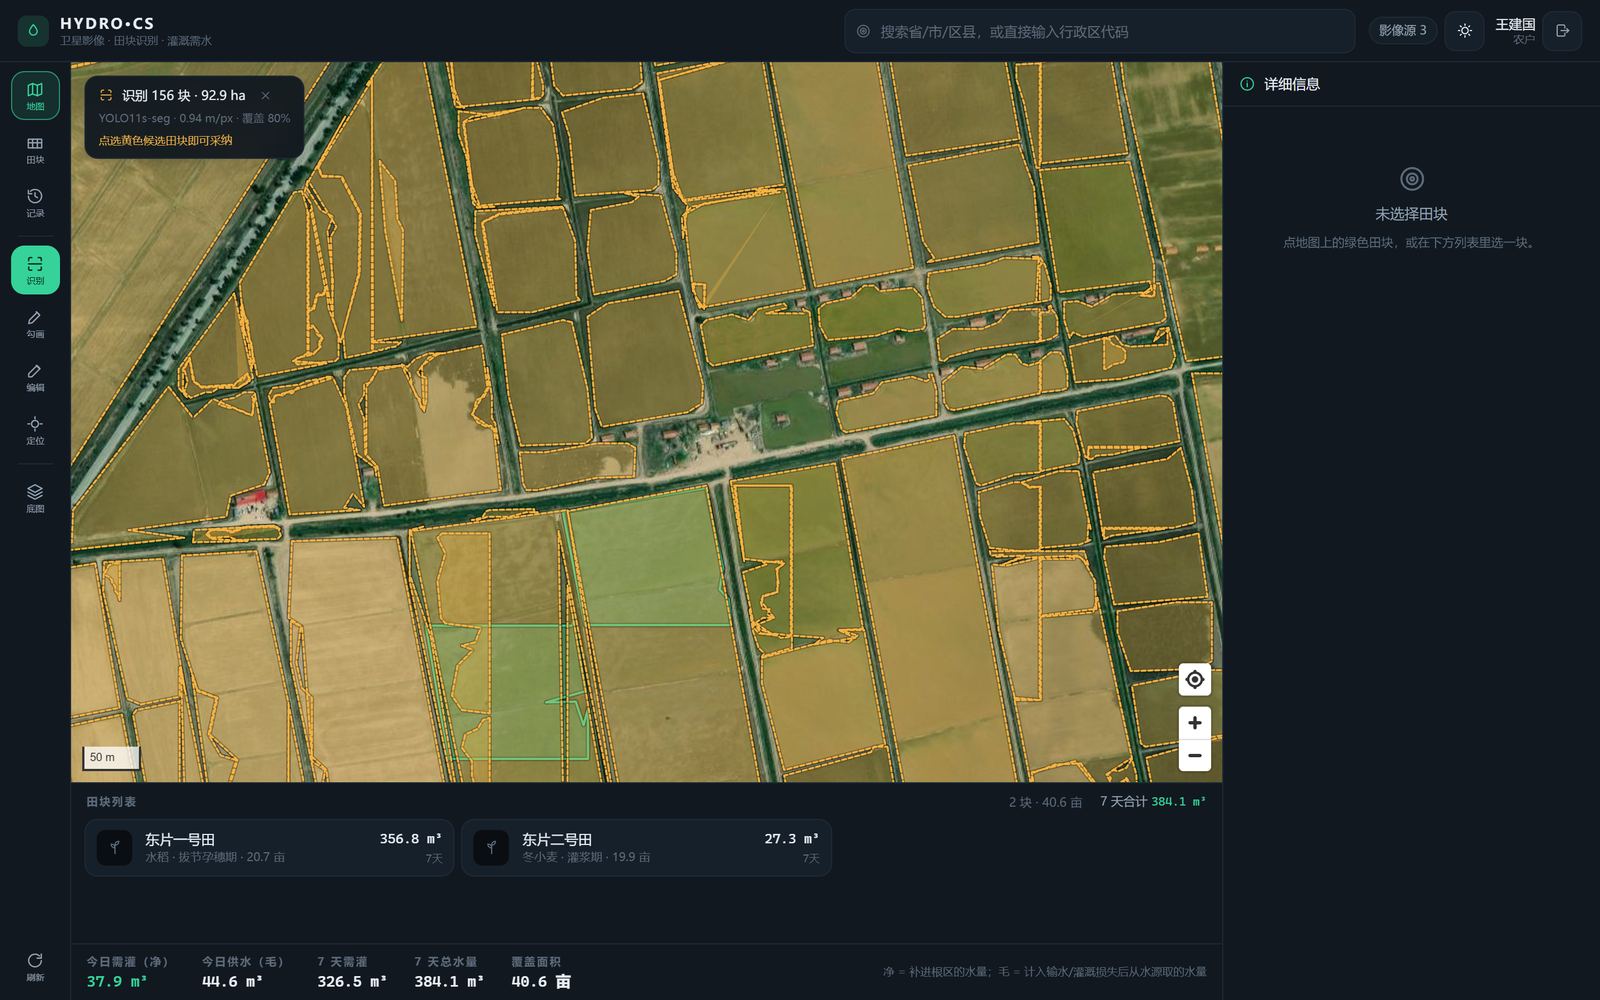 HYDRO•CS
卫星影像 · 田块识别 · 灌溉需水
搜索省/市/区县，或直接输入行政区代码
影像源 3
王建国
农户
地图
田块
记录
识别
勾画
编辑
定位
底图
刷新
识别 156 块 · 92.9 ha
YOLO11s-seg · 0.94 m/px · 覆盖 80%
点选黄色候选田块即可采纳
50 m
详细信息
未选择田块
点地图上的绿色田块，或在下方列表里选一块。
田块列表
2 块 · 40.6 亩
7 天合计 384.1 m³
东片一号田
水稻 · 拔节孕穗期 · 20.7 亩
356.8 m³
7天
东片二号田
冬小麦 · 灌浆期 · 19.9 亩
27.3 m³
7天
今日需灌（净）
37.9 m³
今日供水（毛）
44.6 m³
7 天需灌
326.5 m³
7 天总水量
384.1 m³
覆盖面积
40.6 亩
净 = 补进根区的水量；毛 = 计入输水/灌溉损失后从水源取的水量